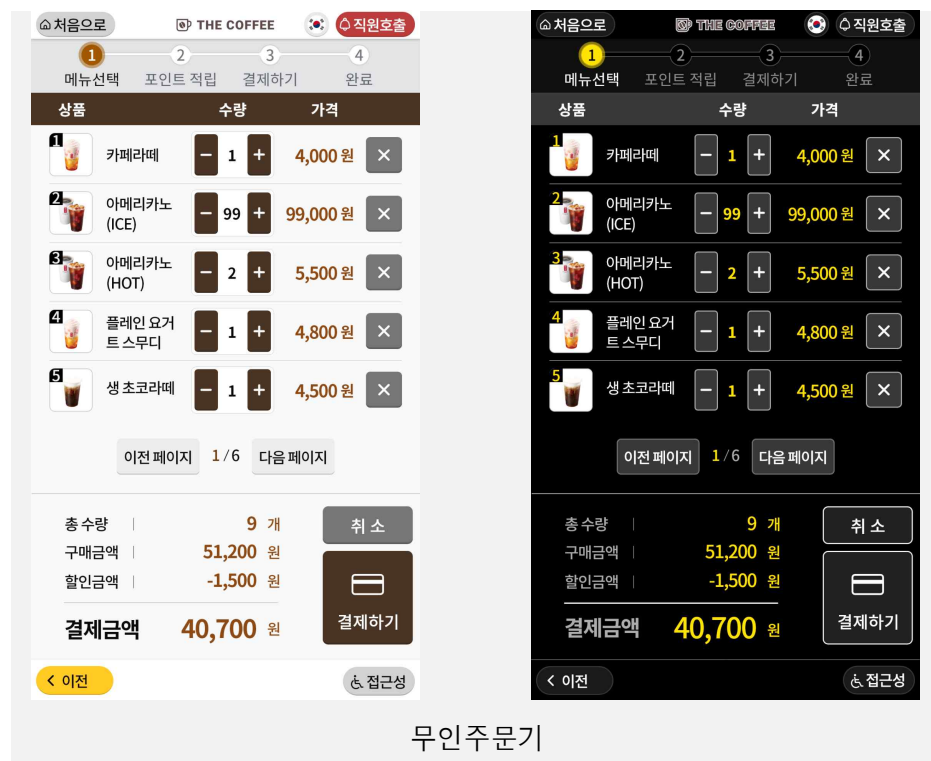 처음으로
THE COFFEE
직원호출
1 2 3 4
메뉴선택 포인트 적립 결제하기 완료
상품 수량 가격
1 카페라떼 − 1 + 4,000 원 ×
2 아메리카노 − 99 + 99,000 원 ×
(ICE)
3 아메리카노 − 2 + 5,500 원 ×
(HOT)
4 플레인 요거 − 1 + 4,800 원 ×
트 스무디
5 생 초코라떼 − 1 + 4,500 원 ×
이전 페이지 1/6 다음 페이지
총 수량 9 개
구매금액 51,200 원
할인금액 -1,500 원
결제금액 40,700 원
취 소
결제하기
< 이전
접근성
처음으로
THE COFFEE
직원호출
1 2 3 4
메뉴선택 포인트 적립 결제하기 완료
상품 수량 가격
1 카페라떼 − 1 + 4,000 원 ×
2 아메리카노 − 99 + 99,000 원 ×
(ICE)
3 아메리카노 − 2 + 5,500 원 ×
(HOT)
4 플레인 요거 − 1 + 4,800 원 ×
트 스무디
5 생 초코라떼 − 1 + 4,500 원 ×
이전 페이지 1/6 다음 페이지
총 수량 9 개
구매금액 51,200 원
할인금액 -1,500 원
결제금액 40,700 원
취 소
결제하기
< 이전
접근성
무인주문기